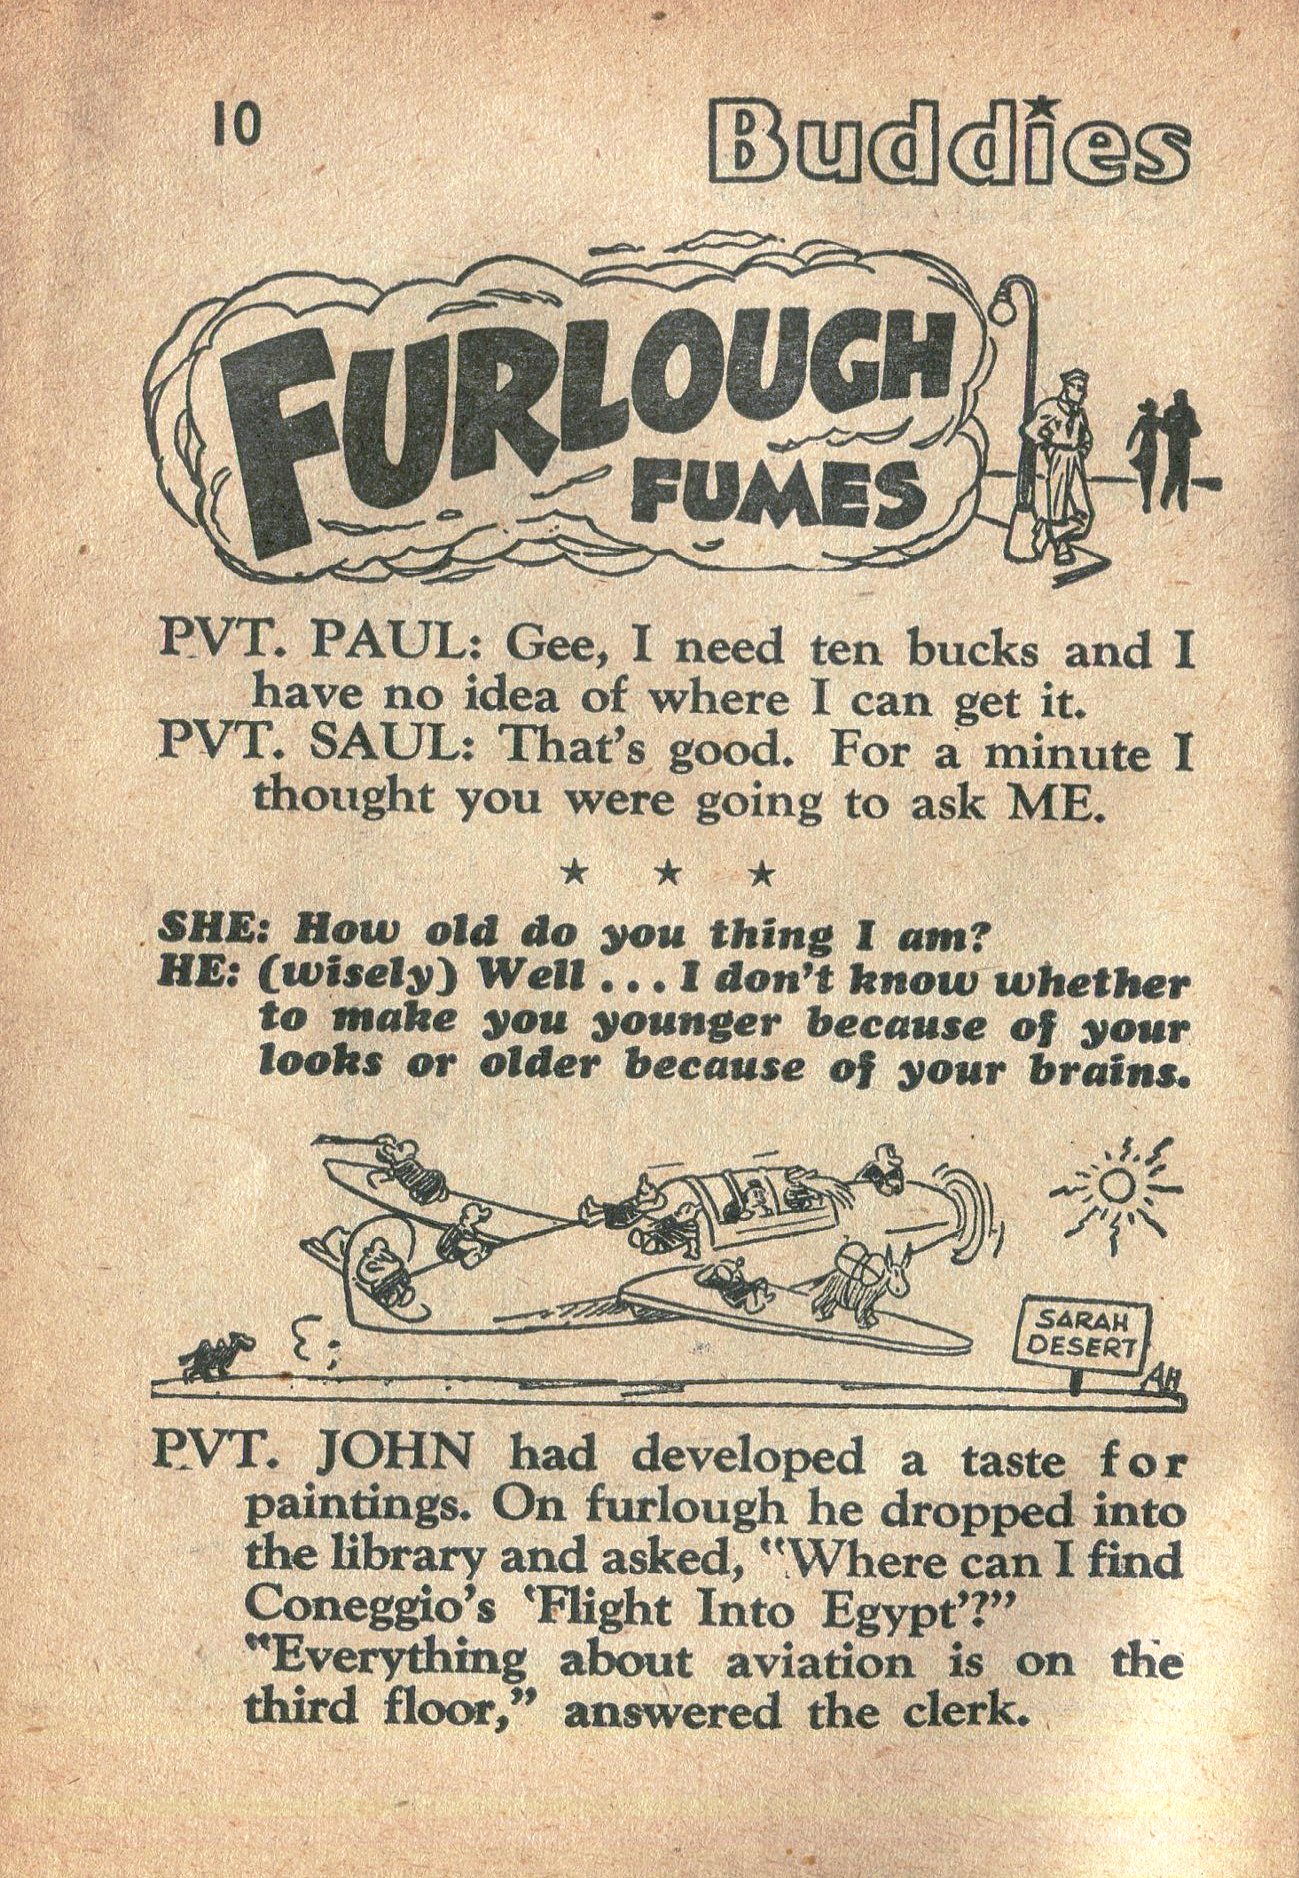 10
Buddies
FURLOUGH
FUMES
PVT. PAUL: Gee, I need ten bucks and I
have no idea of where I can get it.
PVT. SAUL: That's good. For a minute I
thought you were going to ask ME.
★ ★ ★
SHE: How old do you thing I am?
HE: (wisely) Well ... I don't know whether
to make you younger because of your
looks or older because of your brains.
SARAH
DESERT
AH
PVT. JOHN had developed a taste for
paintings. On furlough he dropped into
the library and asked, "Where can I find
Coneggio's 'Flight Into Egypt'?"
"Everything about aviation is on the
third floor," answered the clerk.